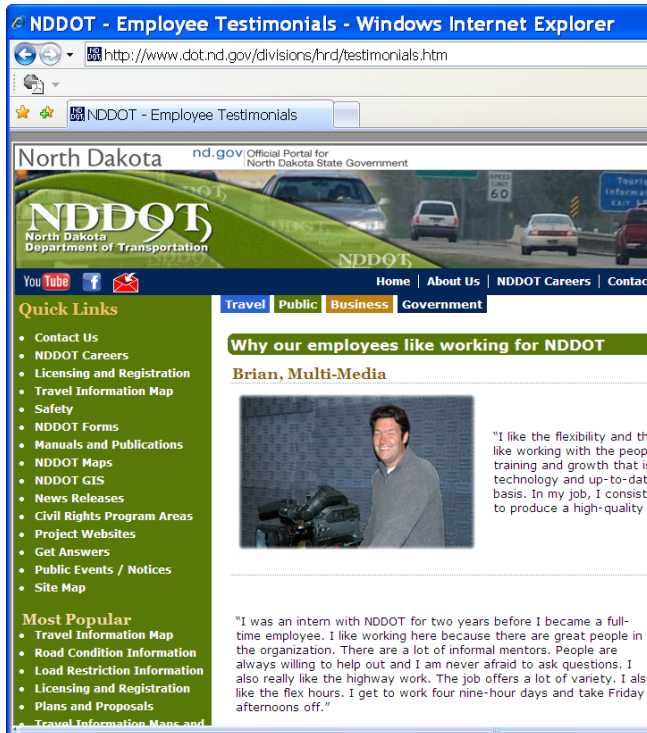 NDDOT - Employee Testimonials - Windows Internet Explorer
http://www.dot.nd.gov/divisions/hrd/testimonials.htm
NDDOT - Employee Testimonials
North Dakota nd.gov Official Portal for
North Dakota State Government
SPEED
LIMIT
60
NDDOT
North Dakota
Department of Transportation
NDDOT
You Tube f Home | About Us | NDDOT Careers |
Quick Links
Travel Public Business Government
Contact Us
NDDOT Careers
Licensing and Registration
Travel Information Map
Safety
NDDOT Forms
Manuals and Publications
NDDOT Maps
NDDOT GIS
News Releases
Civil Rights Program Areas
Project Websites
Get Answers
Public Events / Notices
Site Map
Most Popular
Travel Information Map
Road Condition Information
Load Restriction Information
Licensing and Registration
Plans and Proposals
Travel Information Maps and
Why our employees like working for NDDOT
Brian, Multi-Media
"I like the flexibility and
like working with the
training and growth that
technology and
basis. In my job, I
to produce a high-quality
"I was an intern with NDDOT for two years before I became a full-
time employee. I like working here because there are great people in
the organization. There are a lot of informal mentors. People are
always willing to help out and I am never afraid to ask questions. I
also really like the highway work. The job offers a lot of variety. I
like the flex hours. I get to work four nine-hour days and take Friday
afternoons off."